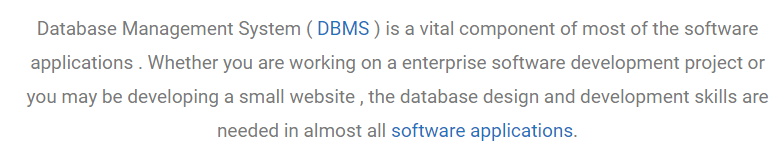 Database Management System ( DBMS ) is a vital component of most of the software
applications . Whether you are working on a enterprise software development project or
you may be developing a small website , the database design and development skills are
needed in almost all software applications.